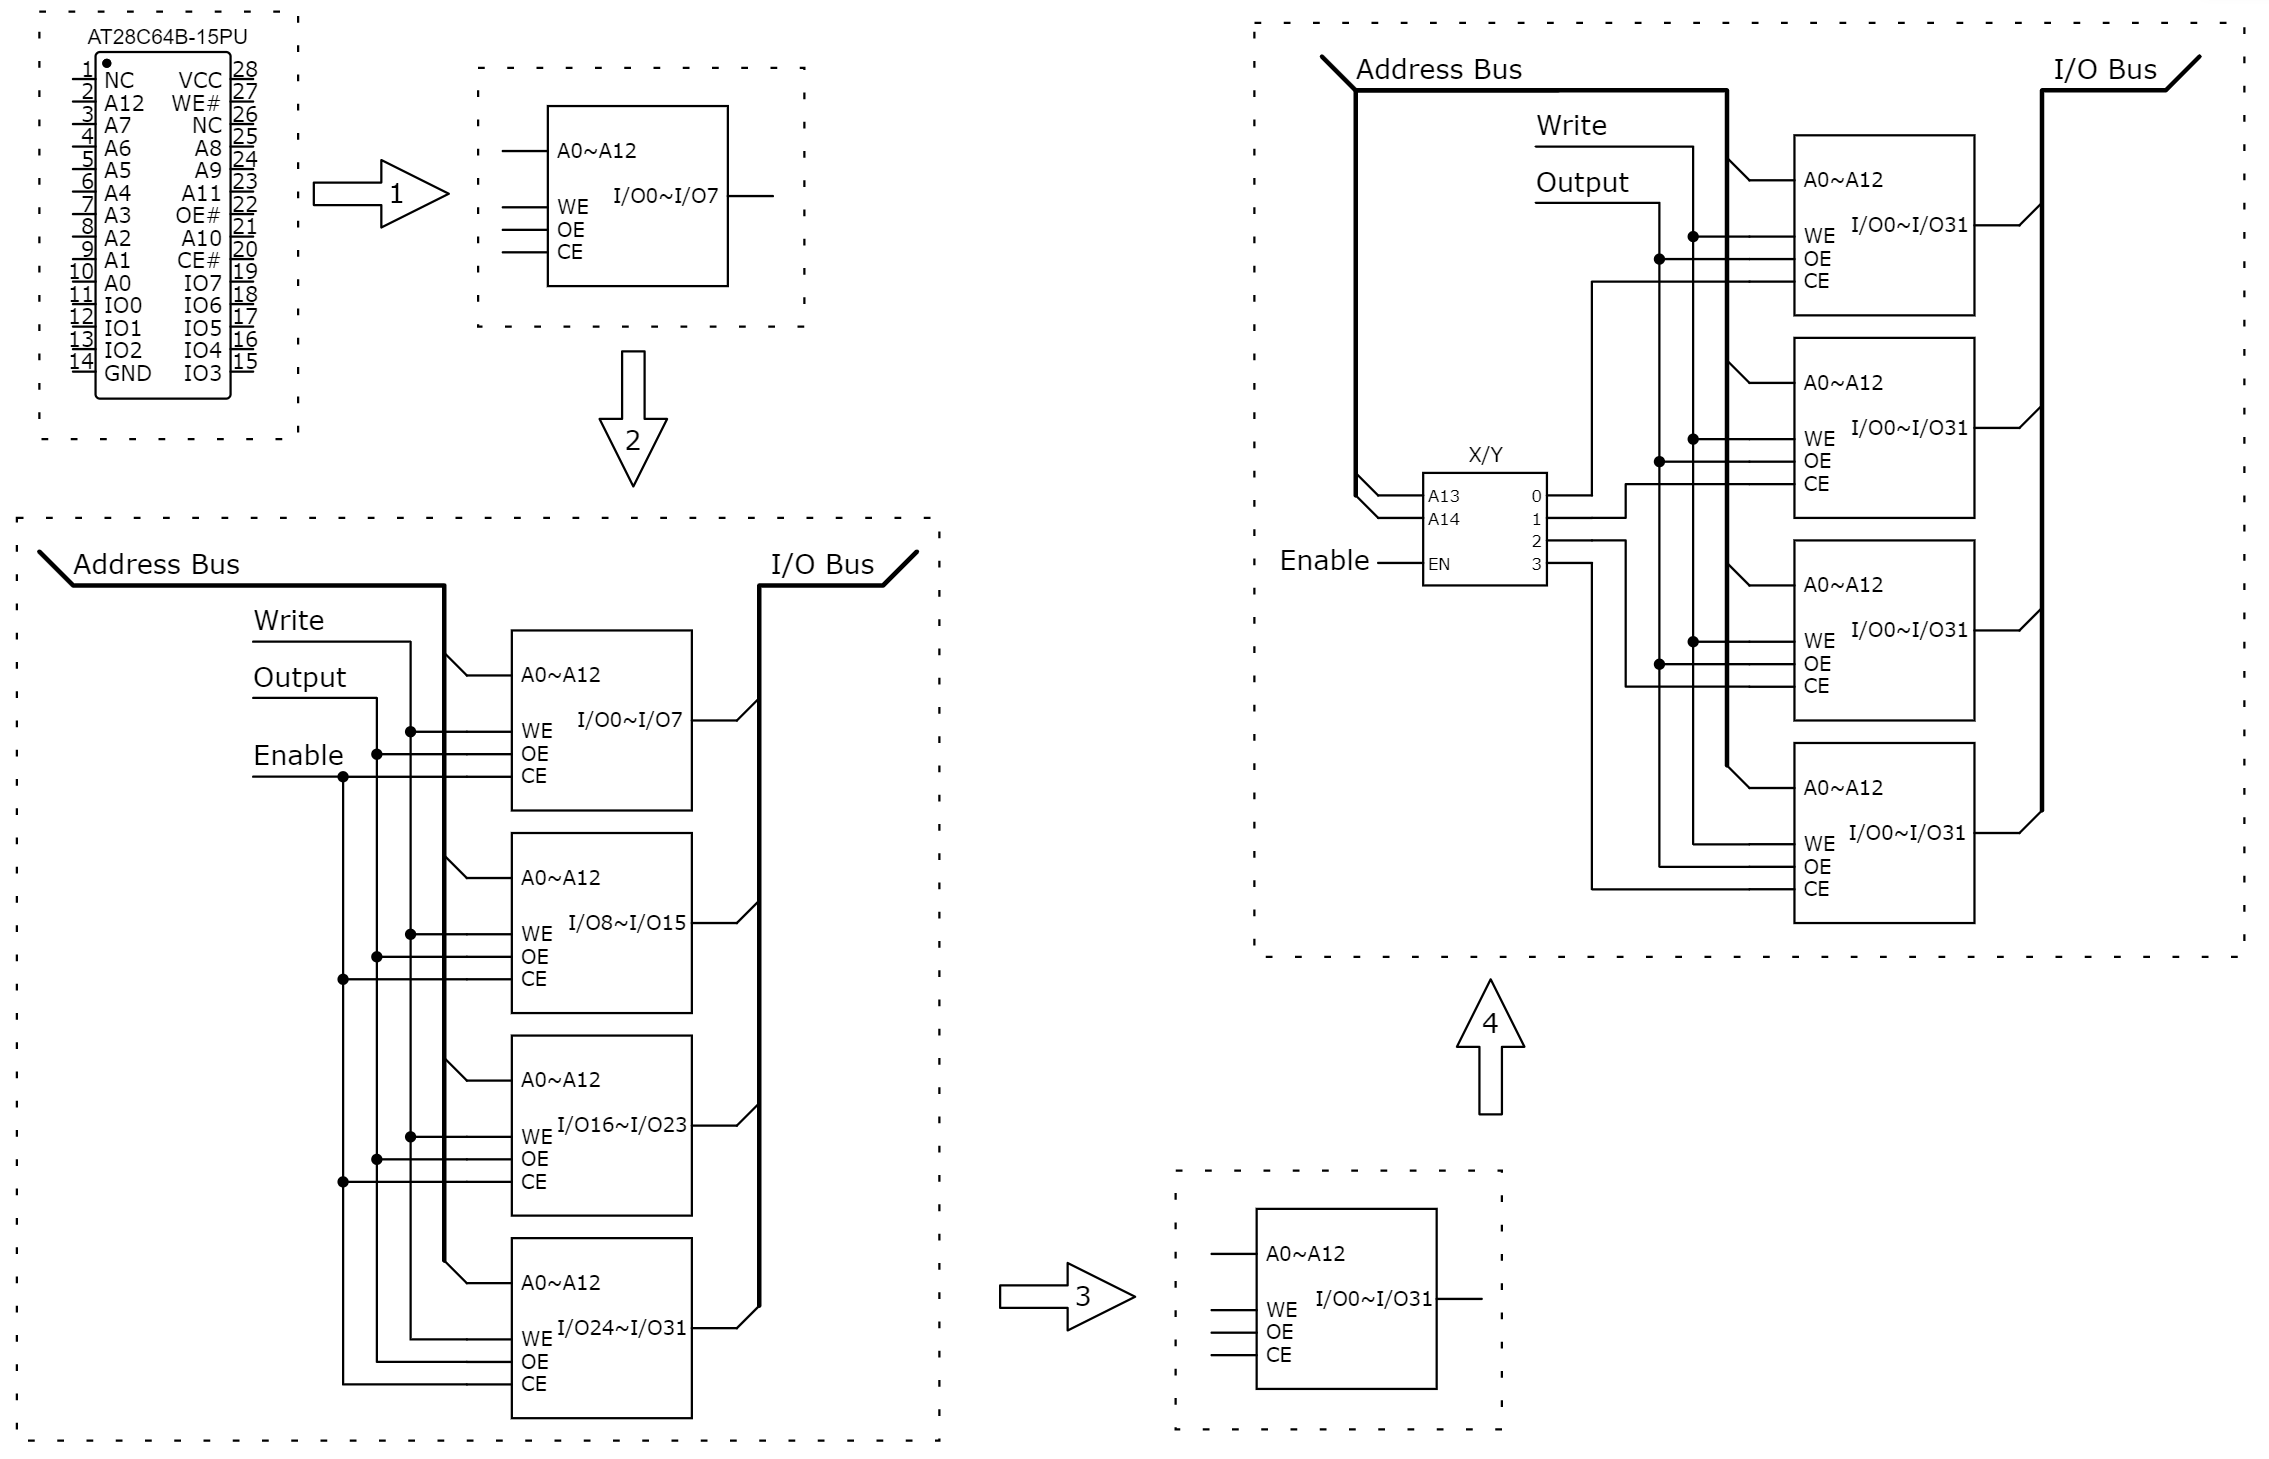 AT28C64B-15PU
1 NC VCC 28
2 A12 WE# 27
3 A7 NC 26
4 A6 A8 25
5 A5 A9 24
6 A4 A11 23
7 A3 OE# 22
8 A2 A10 21
9 A1 CE# 20
10 A0 IO7 19
11 IO0 IO6 18
12 IO1 IO5 17
13 IO2 IO4 16
14 GND IO3 15
1
A0~A12
I/O0~I/O7
WE
OE
CE
2
Address Bus
I/O Bus
Write
Output
Enable
A0~A12
I/O0~I/O7
WE
OE
CE
A0~A12
I/O8~I/O15
WE
OE
CE
A0~A12
I/O16~I/O23
WE
OE
CE
A0~A12
I/O24~I/O31
WE
OE
CE
3
A0~A12
I/O0~I/O31
WE
OE
CE
4
Address Bus
I/O Bus
Write
Output
X/Y
A13 0
A14 1
2
Enable
EN 3
A0~A12
I/O0~I/O31
WE
OE
CE
A0~A12
I/O0~I/O31
WE
OE
CE
A0~A12
I/O0~I/O31
WE
OE
CE
A0~A12
I/O0~I/O31
WE
OE
CE